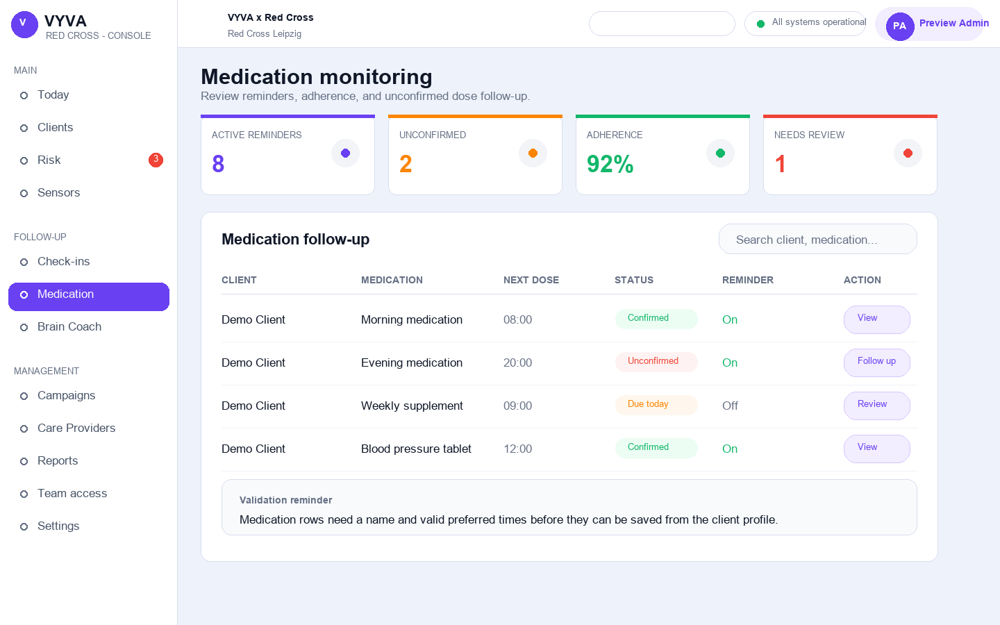 V
VYVA
RED CROSS - CONSOLE
MAIN
Today
Clients
Risk 3
Sensors
FOLLOW-UP
Check-ins
Medication
Brain Coach
MANAGEMENT
Campaigns
Care Providers
Reports
Team access
Settings
VYVA x Red Cross
Red Cross Leipzig
All systems operational
PA Preview Admin
Medication monitoring
Review reminders, adherence, and unconfirmed dose follow-up.
ACTIVE REMINDERS
8
UNCONFIRMED
2
ADHERENCE
92%
NEEDS REVIEW
1
Medication follow-up
Search client, medication...
CLIENT MEDICATION NEXT DOSE STATUS REMINDER ACTION
Demo Client Morning medication 08:00 Confirmed On View
Demo Client Evening medication 20:00 Unconfirmed On Follow up
Demo Client Weekly supplement 09:00 Due today Off Review
Demo Client Blood pressure tablet 12:00 Confirmed On View
Validation reminder
Medication rows need a name and valid preferred times before they can be saved from the client profile.